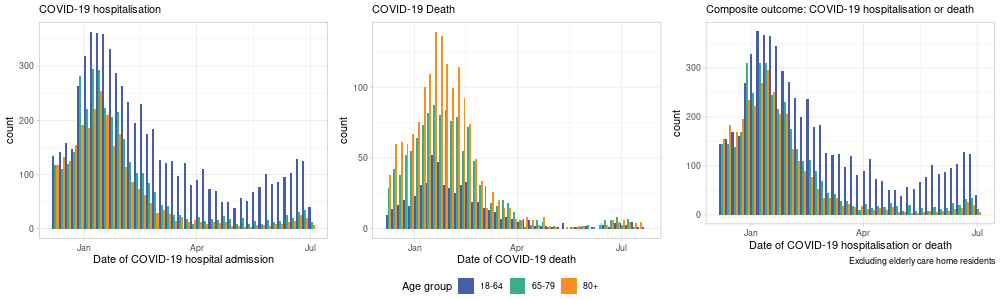 COVID-19 hospitalisation
COVID-19 Death
Composite outcome: COVID-19 hospitalisation or death
count
300
200
100
0
Jan
Apr
Jul
Date of COVID-19 hospital admission
count
100
50
0
Jan
Apr
Jul
Date of COVID-19 death
count
300
200
100
0
Jan
Apr
Jul
Date of COVID-19 hospitalisation or death
Excluding elderly care home residents
Age group 18-64 65-79 80+